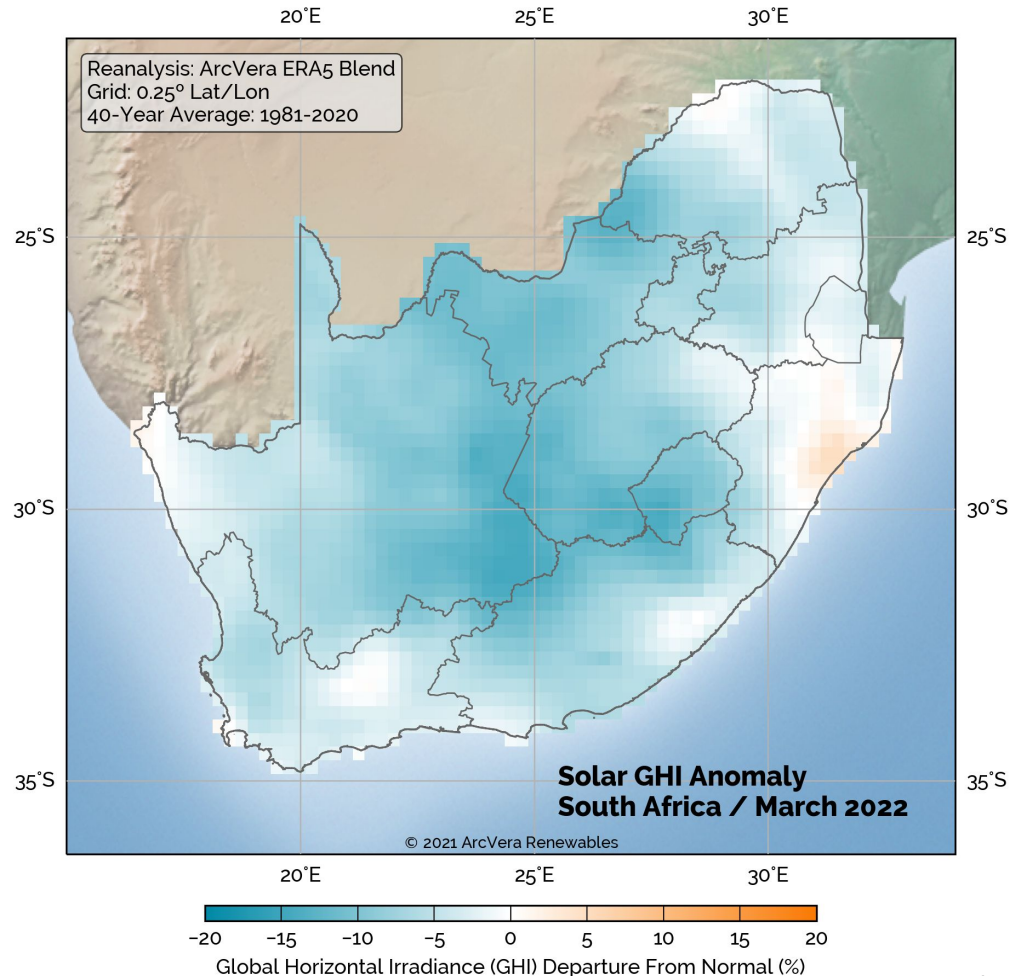 20°E 25°E 30°E
Reanalysis: ArcVera ERA5 Blend
Grid: 0.25º Lat/Lon
40-Year Average: 1981-2020
25°S 25°S
30°S 30°S
35°S 35°S
Solar GHI Anomaly
South Africa / March 2022
© 2021 ArcVera Renewables
20°E 25°E 30°E
−20 −15 −10 −5 0 5 10 15 20
Global Horizontal Irradiance (GHI) Departure From Normal (%)